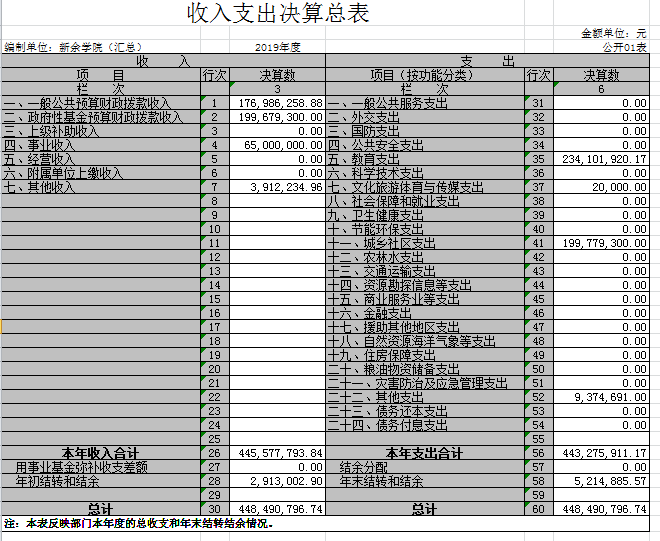 收入支出决算总表
金额单位：元
编制单位：新余学院（汇总） 2019年度 公开01表
收 入 支 出
项 目 行次 决算数 项目（按功能分类） 行次 决算数
栏 次 3 栏 次 6
一、一般公共预算财政拨款收入 1 176,986,258.88 一、一般公共服务支出 31 0.00
二、政府性基金预算财政拨款收入 2 199,679,300.00 二、外交支出 32 0.00
三、上级补助收入 3 0.00 三、国防支出 33 0.00
四、事业收入 4 65,000,000.00 四、公共安全支出 34 0.00
五、经营收入 5 0.00 五、教育支出 35 234,101,920.17
六、附属单位上缴收入 6 0.00 六、科学技术支出 36 0.00
七、其他收入 7 3,912,234.96 七、文化旅游体育与传媒支出 37 20,000.00
8 八、社会保障和就业支出 38 0.00
9 九、卫生健康支出 39 0.00
10 十、节能环保支出 40 0.00
11 十一、城乡社区支出 41 199,779,300.00
12 十二、农林水支出 42 0.00
13 十三、交通运输支出 43 0.00
14 十四、资源勘探信息等支出 44 0.00
15 十五、商业服务业等支出 45 0.00
16 十六、金融支出 46 0.00
17 十七、援助其他地区支出 47 0.00
18 十八、自然资源海洋气象等支出 48 0.00
19 十九、住房保障支出 49 0.00
20 二十、粮油物资储备支出 50 0.00
21 二十一、灾害防治及应急管理支出 51 0.00
22 二十二、其他支出 52 9,374,691.00
23 二十三、债务还本支出 53 0.00
24 二十四、债务付息支出 54 0.00
25 55
本年收入合计 26 445,577,793.84 本年支出合计 56 443,275,911.17
用事业基金弥补收支差额 27 0.00 结余分配 57 0.00
年初结转和结余 28 2,913,002.90 年末结转和结余 58 5,214,885.57
29 59
总计 30 448,490,796.74 总计 60 448,490,796.74
注：本表反映部门本年度的总收支和年末结转结余情况。